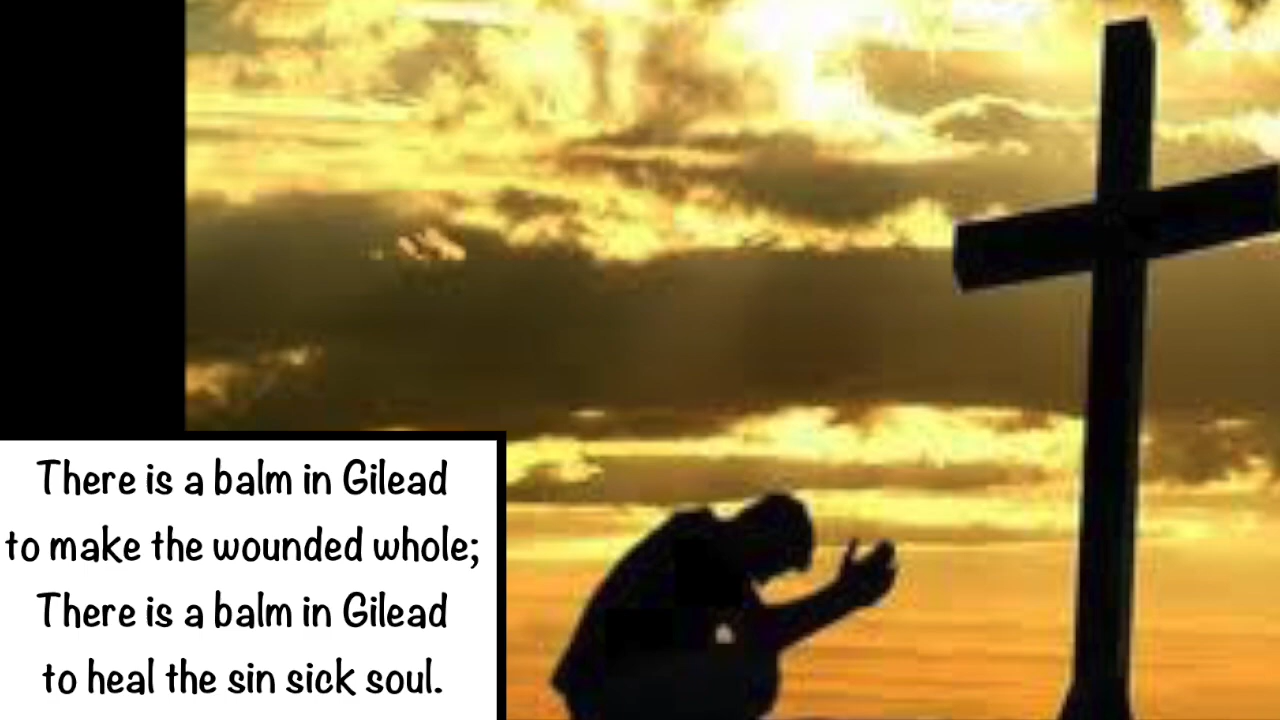 There is a balm in Gilead
to make the wounded whole;
There is a balm in Gilead
to heal the sin sick soul.